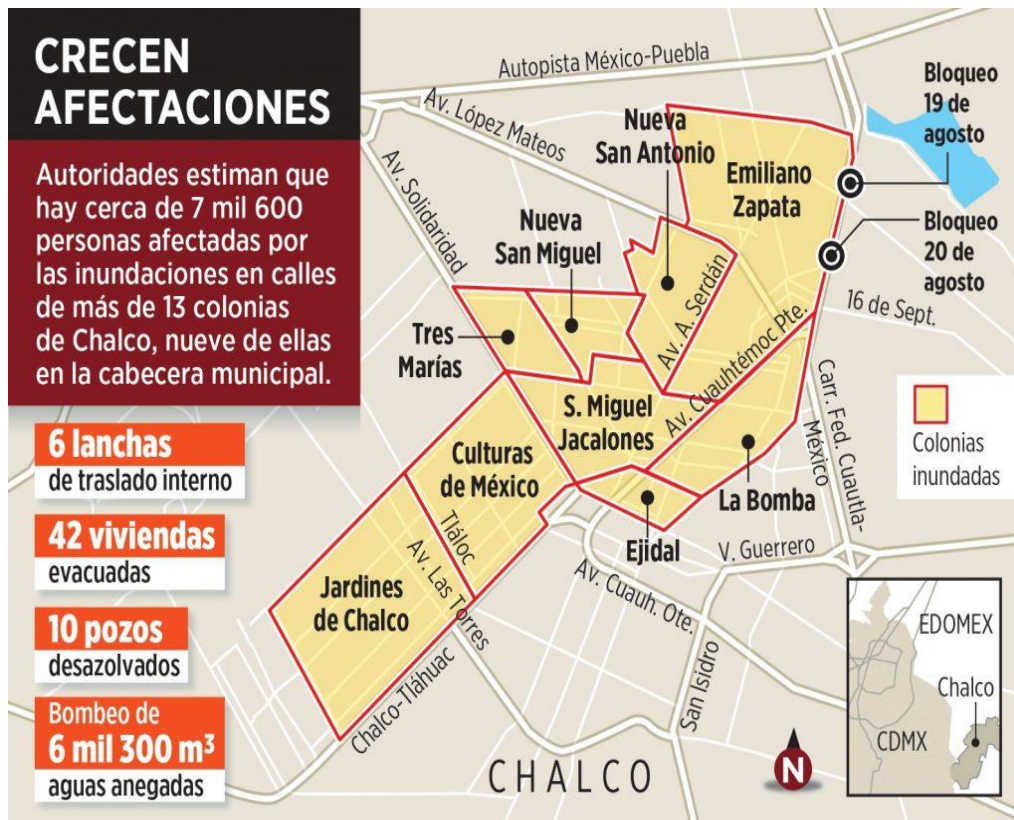 CRECEN
AFECTACIONES
Autoridades estiman que
hay cerca de 7 mil 600
personas afectadas por
las inundaciones en calles
de más de 13 colonias
de Chalco, nueve de ellas
en la cabecera municipal.
6 lanchas
de traslado interno
42 viviendas
evacuadas
10 pozos
desazolvados
Bombeo de
6 mil 300 m³
aguas anegadas
Autopista México-Puebla
Av. López Mateos
Av. Solidaridad
Nueva
San Antonio
Emiliano
Zapata
Bloqueo
19 de
agosto
Bloqueo
20 de
agosto
Nueva
San Miguel
Tres
Marías
Av. A. Serdán
16 de Sept.
Av. Cuauhtémoc Pte.
S. Miguel
Jacalones
Carr. Fed. Cuautla-
México
Colonias
inundadas
Culturas
de México
La Bomba
Ejidal
Tláloc
Av. Las Torres
Jardines
de Chalco
V. Guerrero
Av. Cuauh. Ote.
San Isidro
Chalco-Tláhuac
CHALCO
N
EDOMEX
Chalco
CDMX